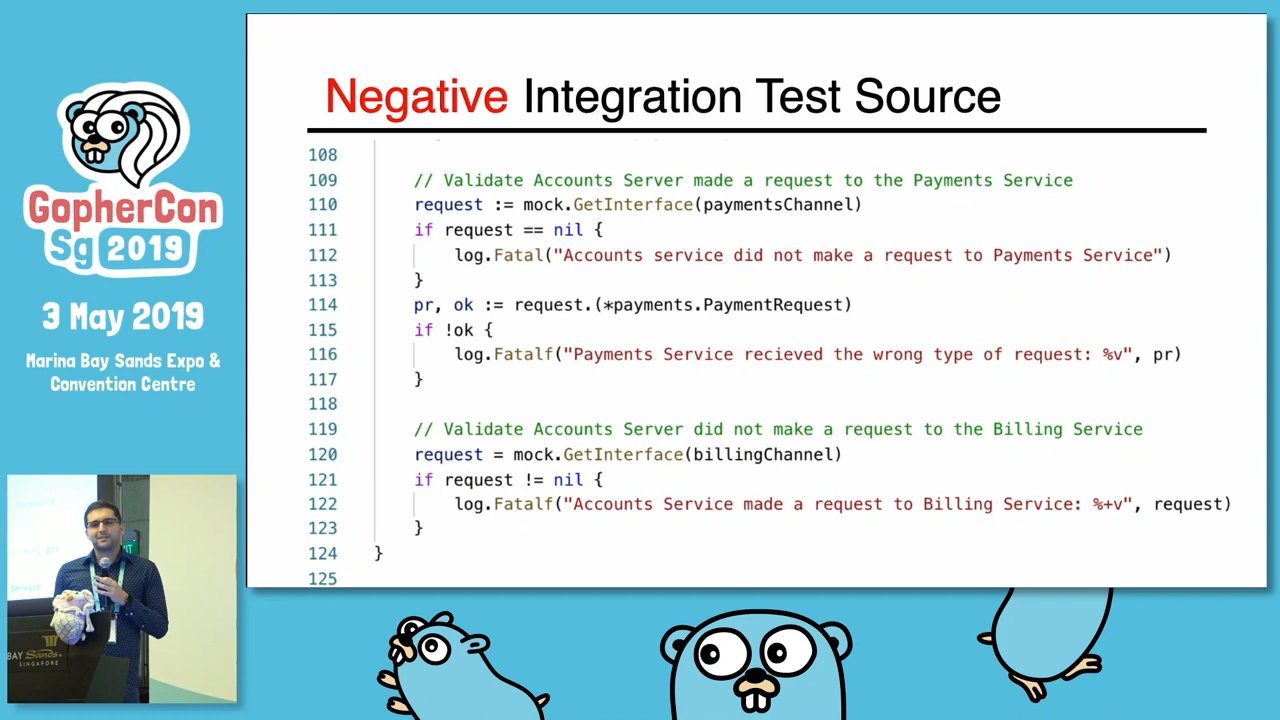 GopherCon
Sg 2019
3 May 2019
Marina Bay Sands Expo &
Convention Centre
Negative Integration Test Source
108
109 // Validate Accounts Server made a request to the Payments Service
110 request := mock.GetInterface(paymentsChannel)
111 if request == nil {
112 log.Fatal("Accounts service did not make a request to Payments Service")
113 }
114 pr, ok := request.(*payments.PaymentRequest)
115 if !ok {
116 log.Fatalf("Payments Service recieved the wrong type of request: %v", pr)
117 }
118
119 // Validate Accounts Server did not make a request to the Billing Service
120 request = mock.GetInterface(billingChannel)
121 if request != nil {
122 log.Fatalf("Accounts Service made a request to Billing Service: %+v", request)
123 }
124 }
125
BAY Sands
SINGAPORE